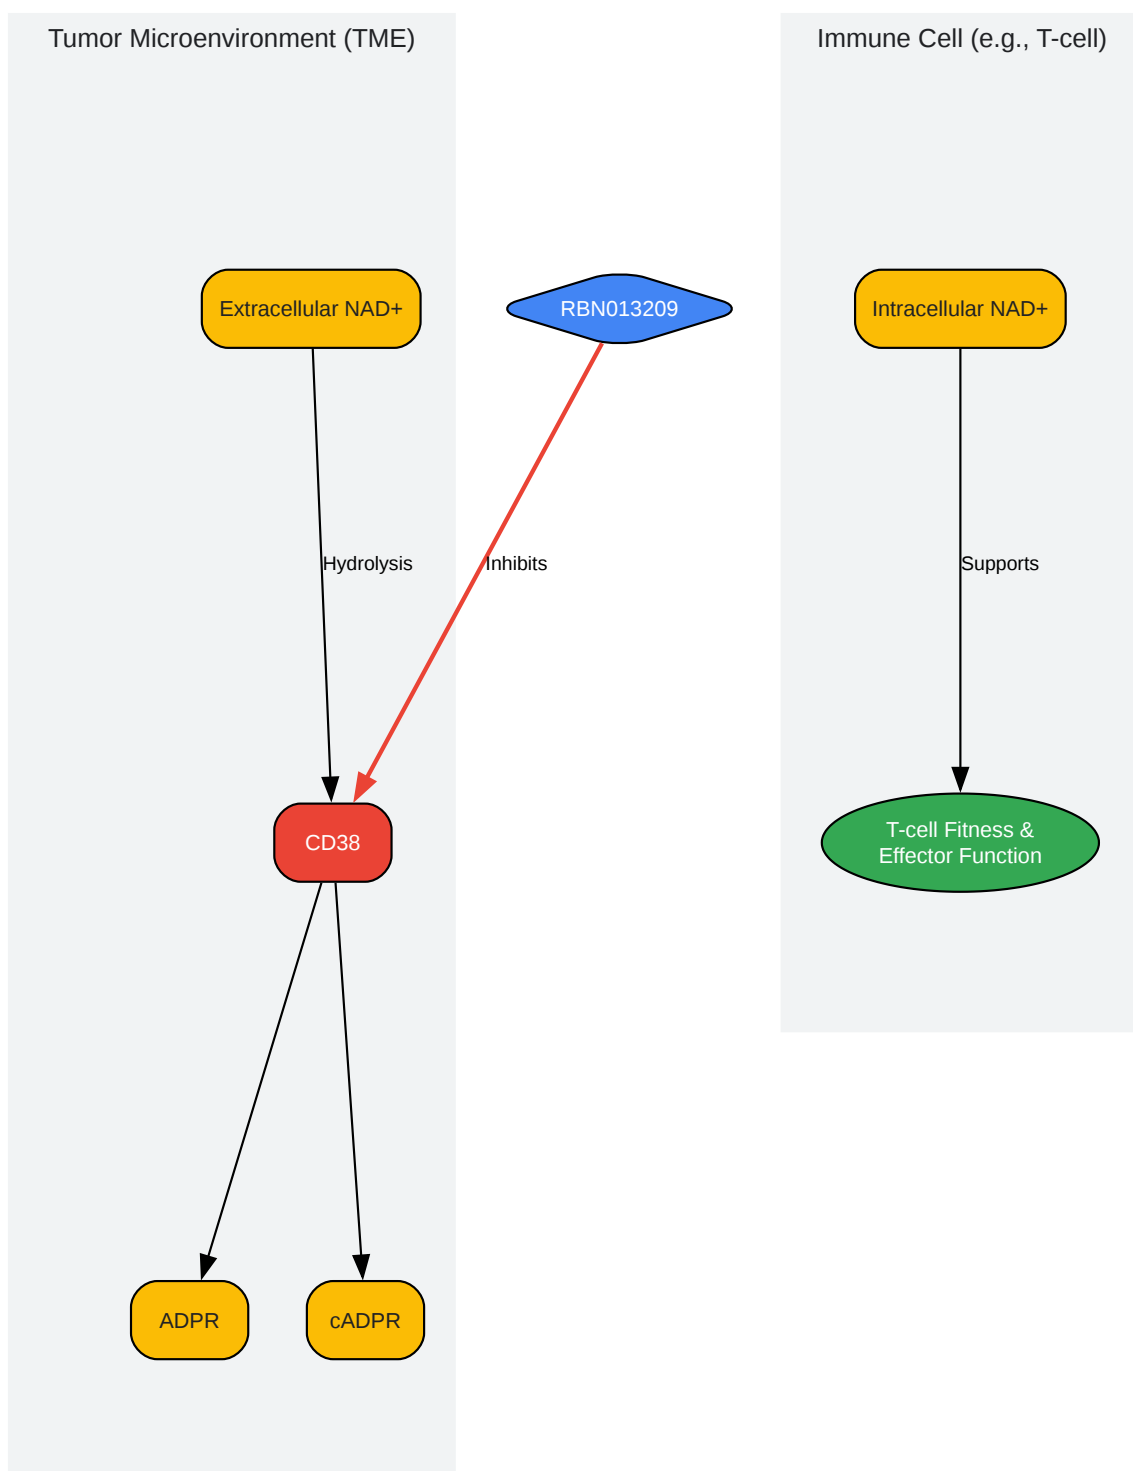 Tumor Microenvironment (TME)
Immune Cell (e.g., T-cell)
Extracellular NAD+
RBN013209
Intracellular NAD+
Hydrolysis
Inhibits
Supports
CD38
T-cell Fitness &
Effector Function
ADPR
cADPR